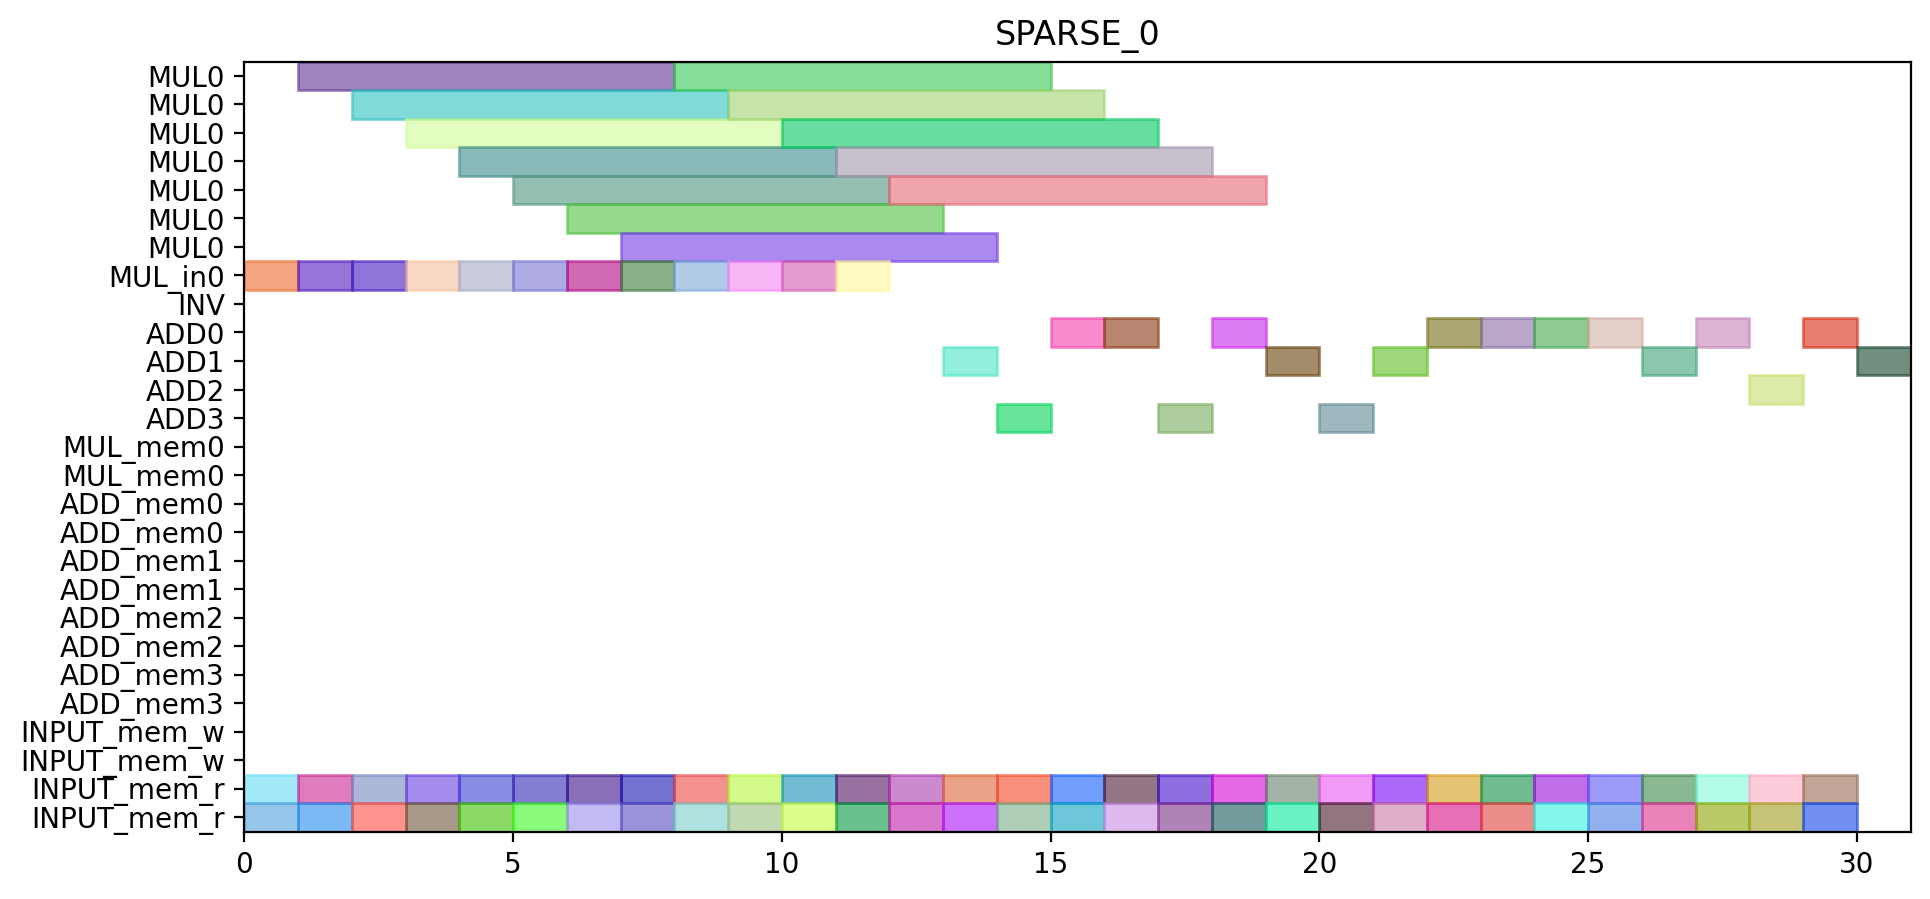 SPARSE_0
MUL0
MUL0
MUL0
MUL0
MUL0
MUL0
MUL0
MUL_in0
INV
ADD0
ADD1
ADD2
ADD3
MUL_mem0
MUL_mem0
ADD_mem0
ADD_mem0
ADD_mem1
ADD_mem1
ADD_mem2
ADD_mem2
ADD_mem3
ADD_mem3
INPUT_mem_w
INPUT_mem_w
INPUT_mem_r
INPUT_mem_r
0 5 10 15 20 25 30